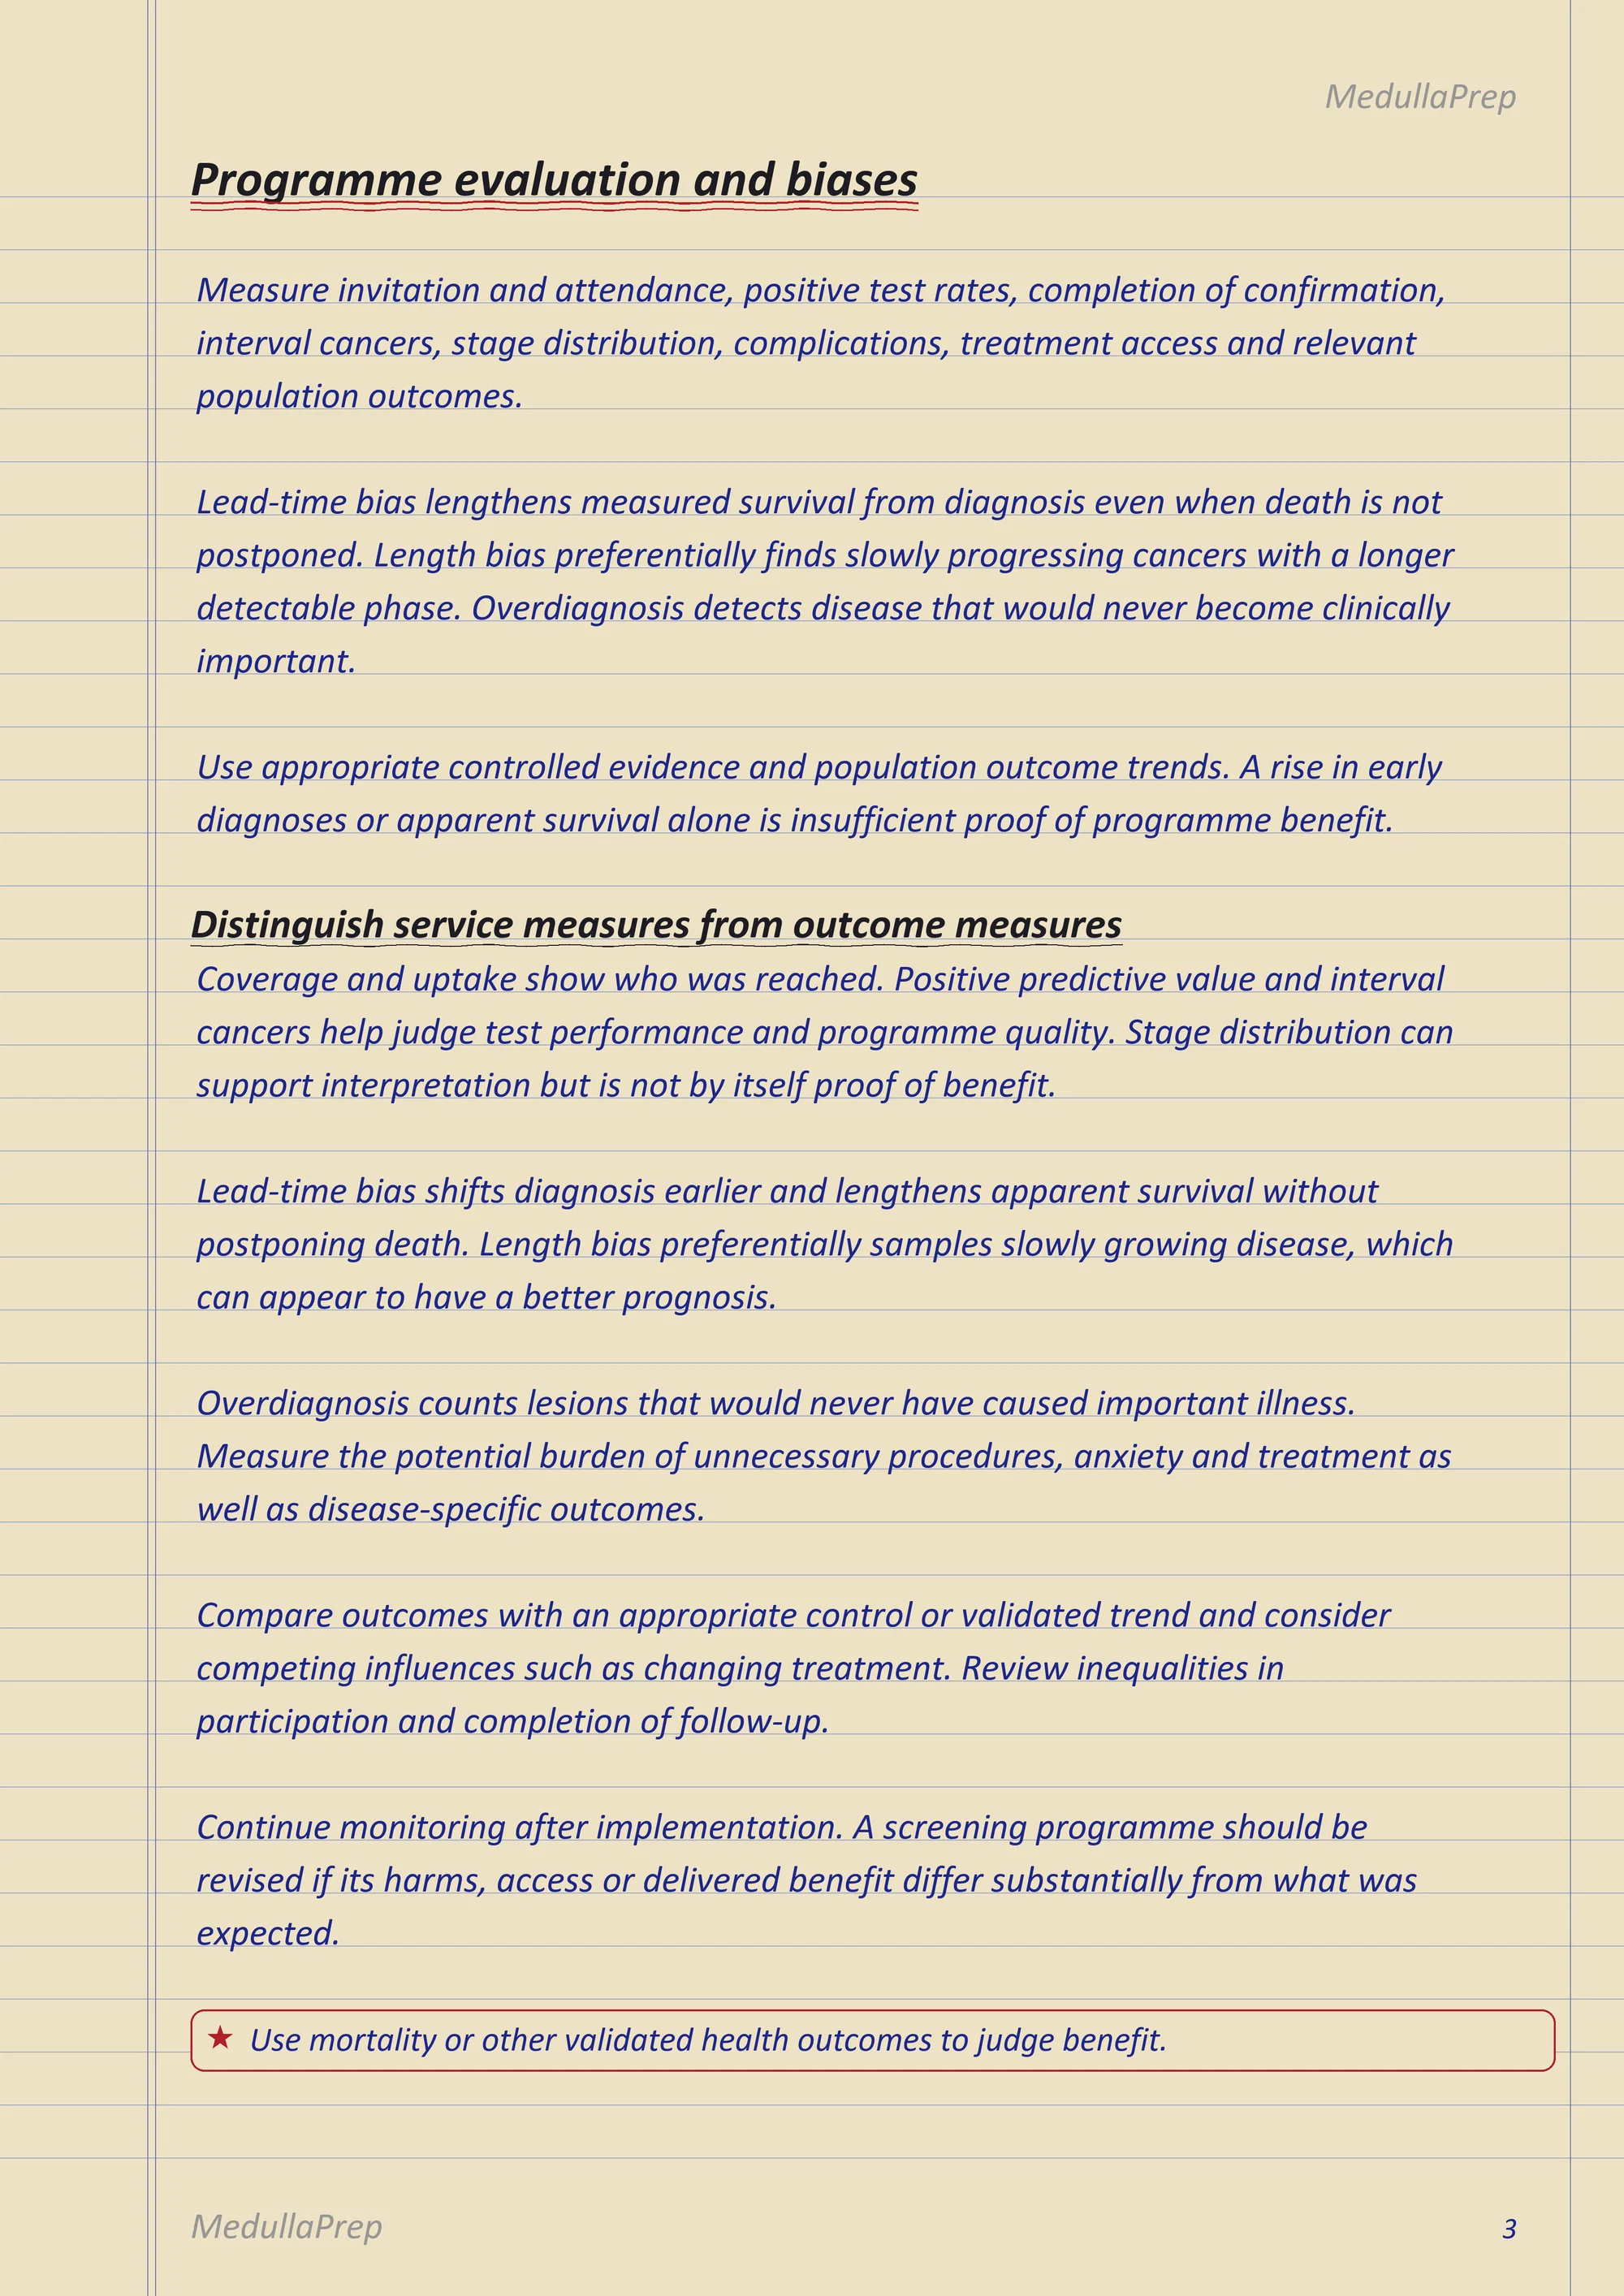 MedullaPrep
Programme evaluation and biases
Measure invitation and attendance, positive test rates, completion of confirmation,
interval cancers, stage distribution, complications, treatment access and relevant
population outcomes.
Lead-time bias lengthens measured survival from diagnosis even when death is not
postponed. Length bias preferentially finds slowly progressing cancers with a longer
detectable phase. Overdiagnosis detects disease that would never become clinically
important.
Use appropriate controlled evidence and population outcome trends. A rise in early
diagnoses or apparent survival alone is insufficient proof of programme benefit.
Distinguish service measures from outcome measures
Coverage and uptake show who was reached. Positive predictive value and interval
cancers help judge test performance and programme quality. Stage distribution can
support interpretation but is not by itself proof of benefit.
Lead-time bias shifts diagnosis earlier and lengthens apparent survival without
postponing death. Length bias preferentially samples slowly growing disease, which
can appear to have a better prognosis.
Overdiagnosis counts lesions that would never have caused important illness.
Measure the potential burden of unnecessary procedures, anxiety and treatment as
well as disease-specific outcomes.
Compare outcomes with an appropriate control or validated trend and consider
competing influences such as changing treatment. Review inequalities in
participation and completion of follow-up.
Continue monitoring after implementation. A screening programme should be
revised if its harms, access or delivered benefit differ substantially from what was
expected.
★ Use mortality or other validated health outcomes to judge benefit.
MedullaPrep
3